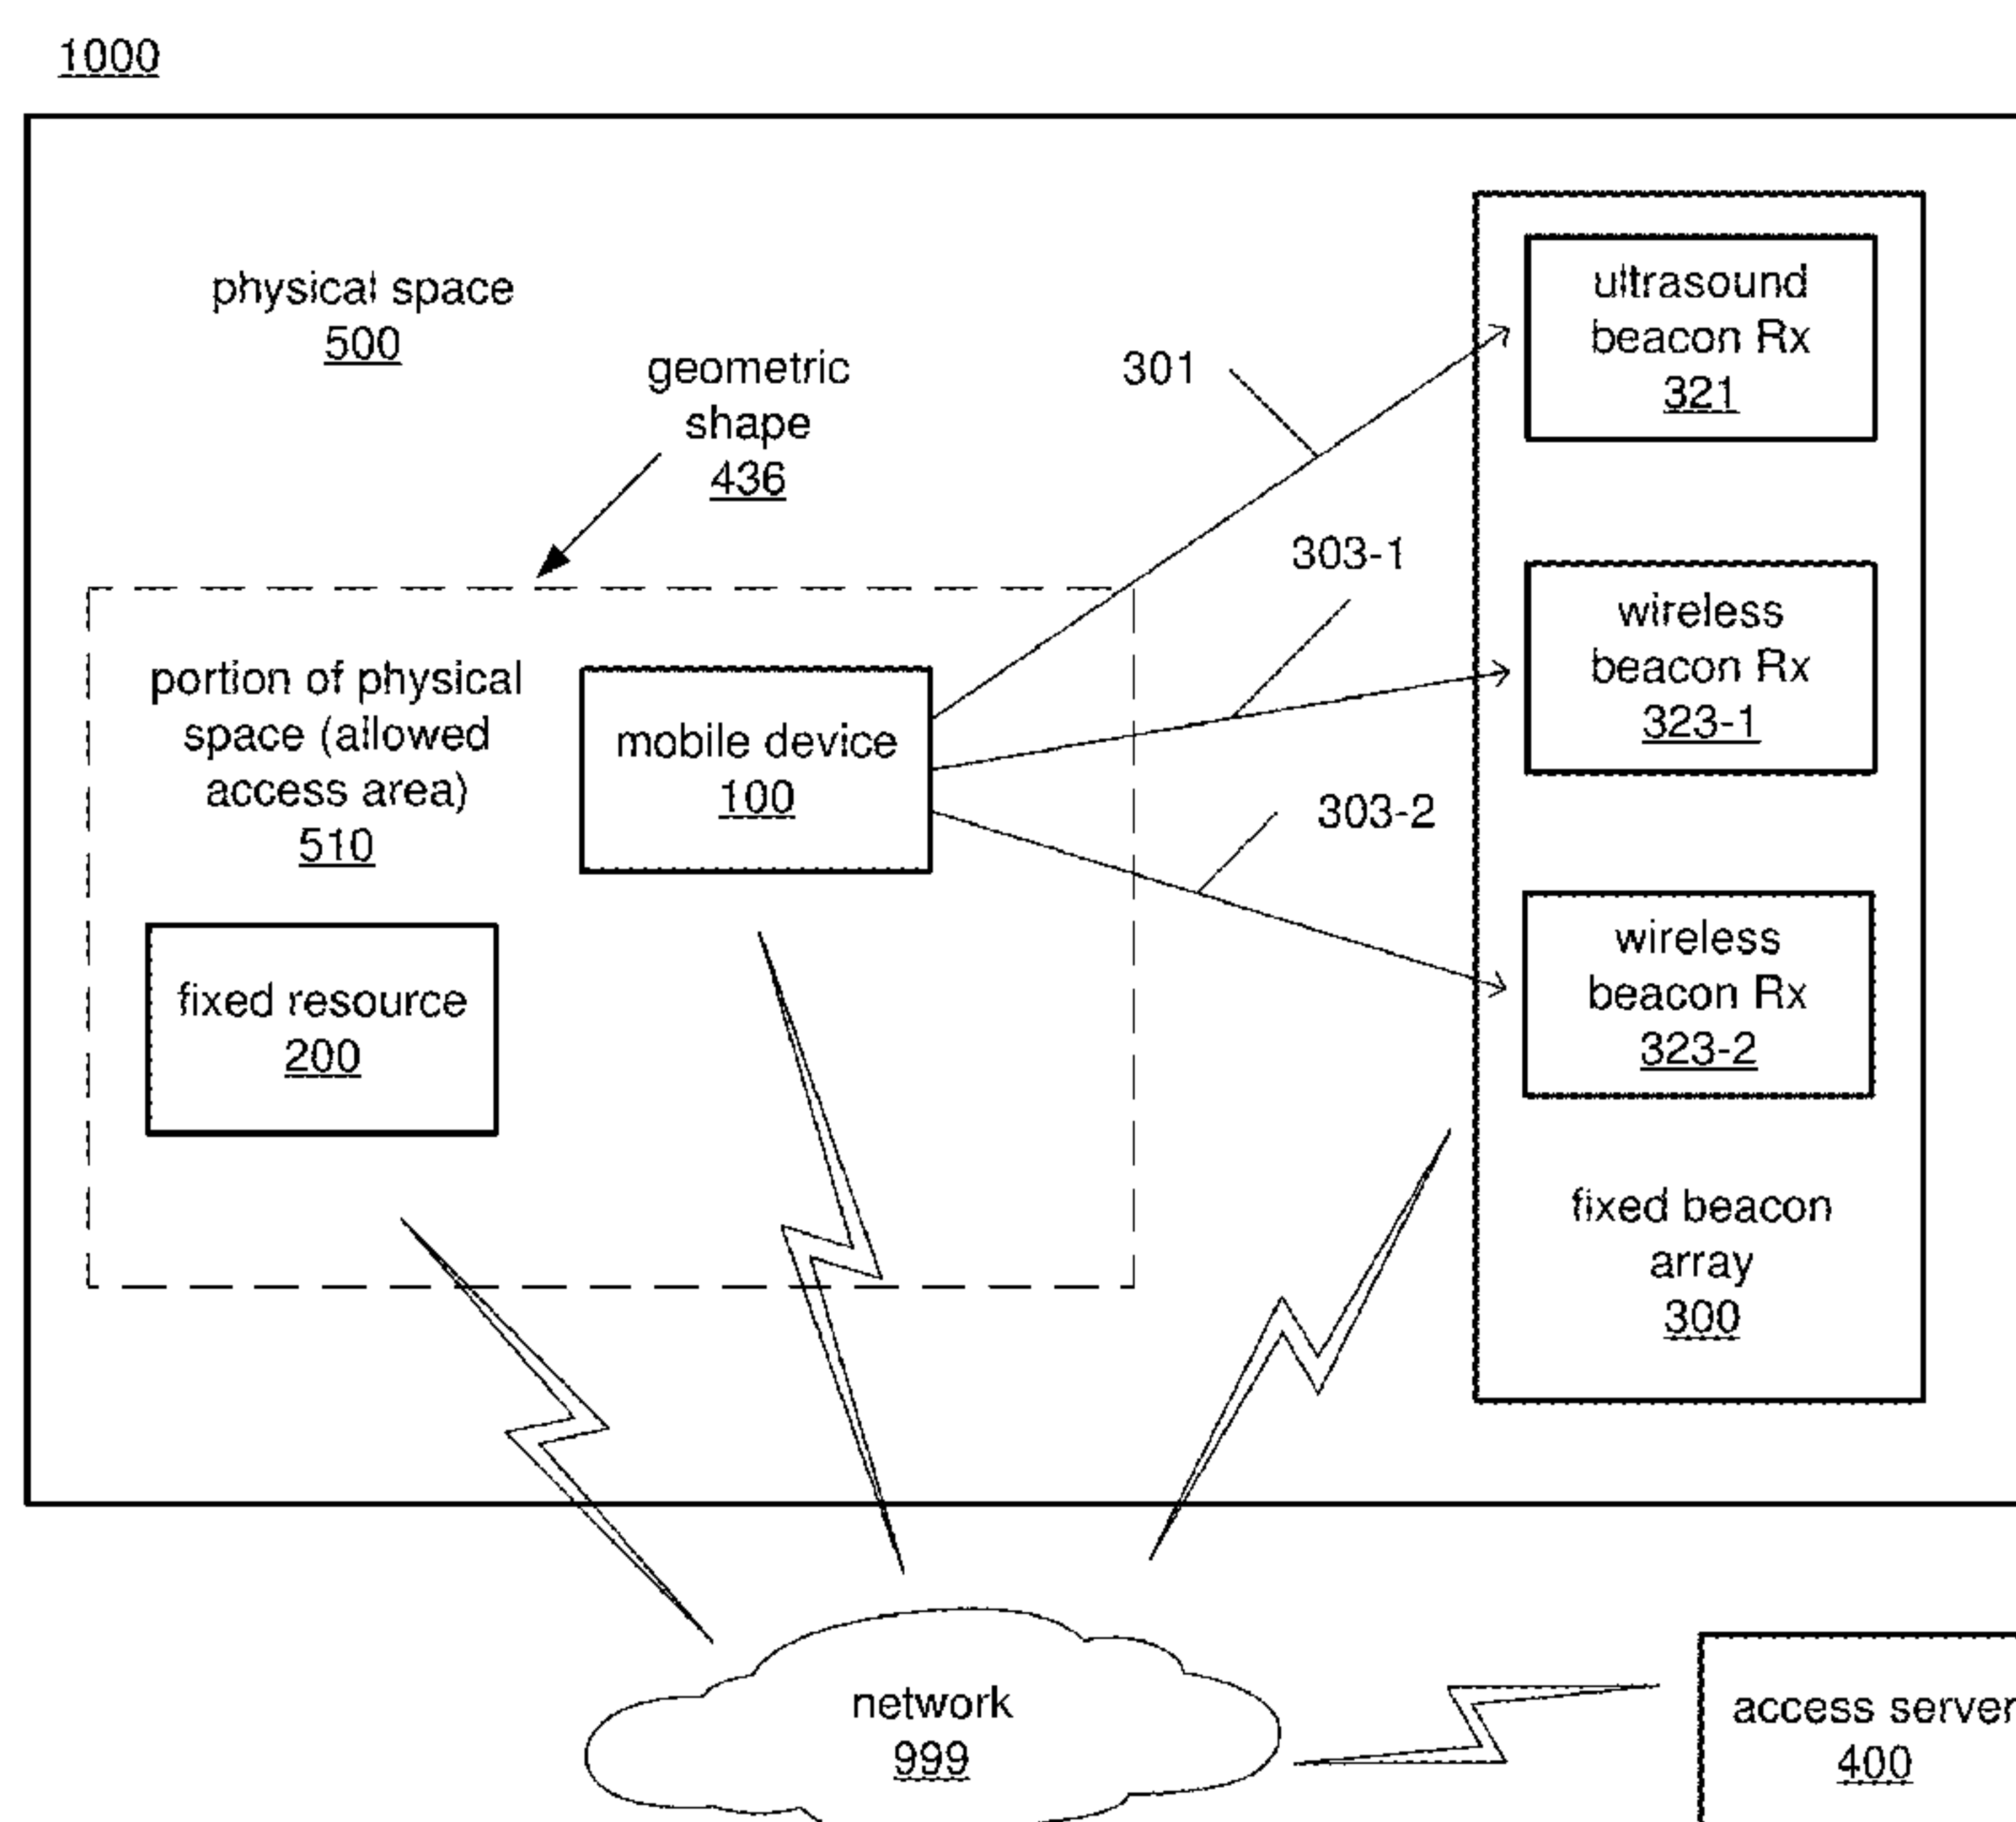 1000
physical space
500
geometric
shape
436
301
303-1
303-2
ultrasound
beacon Rx
321
wireless
beacon Rx
323-1
wireless
beacon Rx
323-2
fixed beacon
array
300
portion of physical
space (allowed
access area)
510
mobile device
100
fixed resource
200
network
999
access server
400